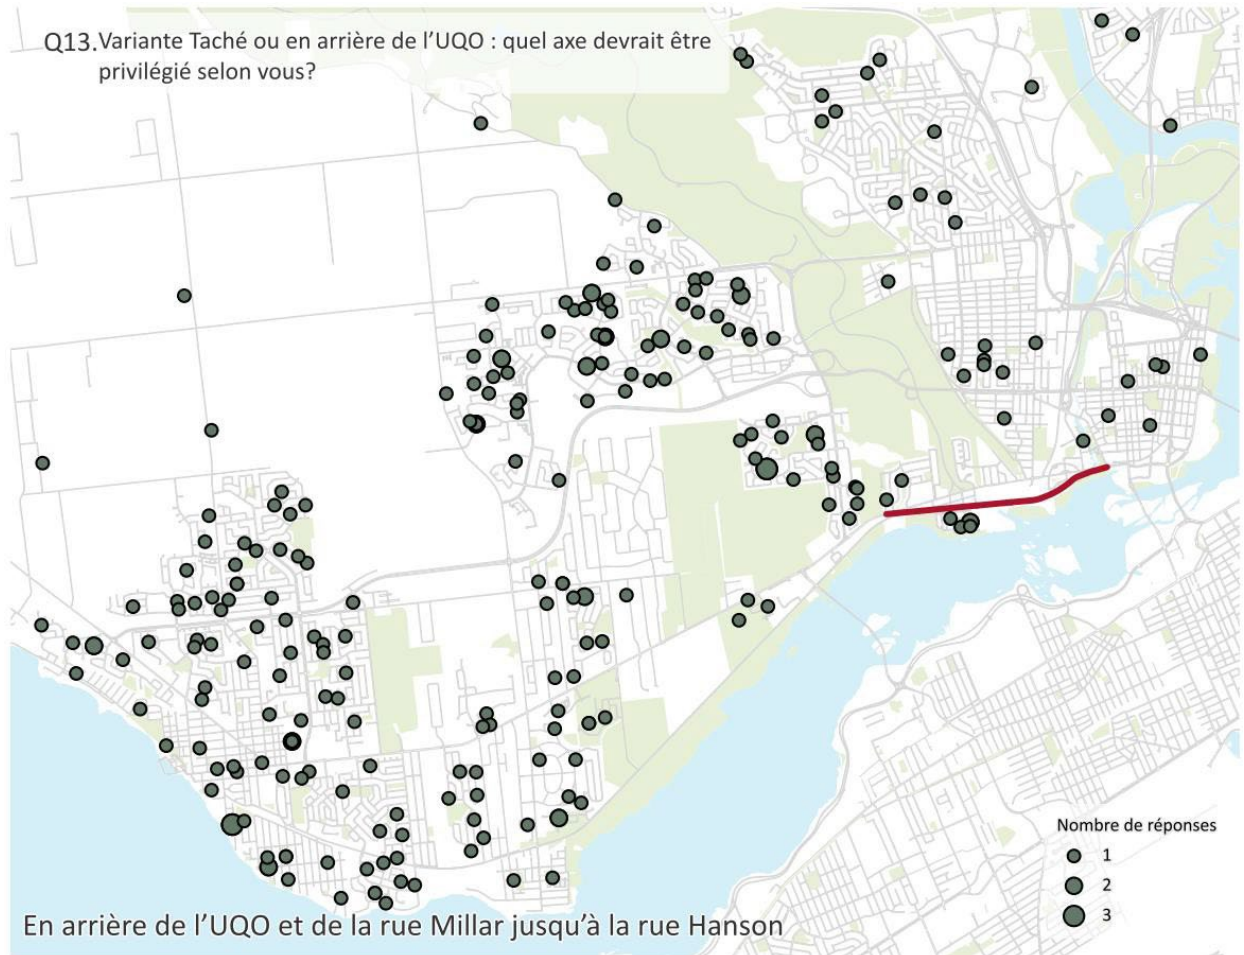 Q13. Variante Taché ou en arrière de l’UQO : quel axe devrait être
privilégié selon vous?
Nombre de réponses
1
2
3
En arrière de l’UQO et de la rue Millar jusqu’à la rue Hanson